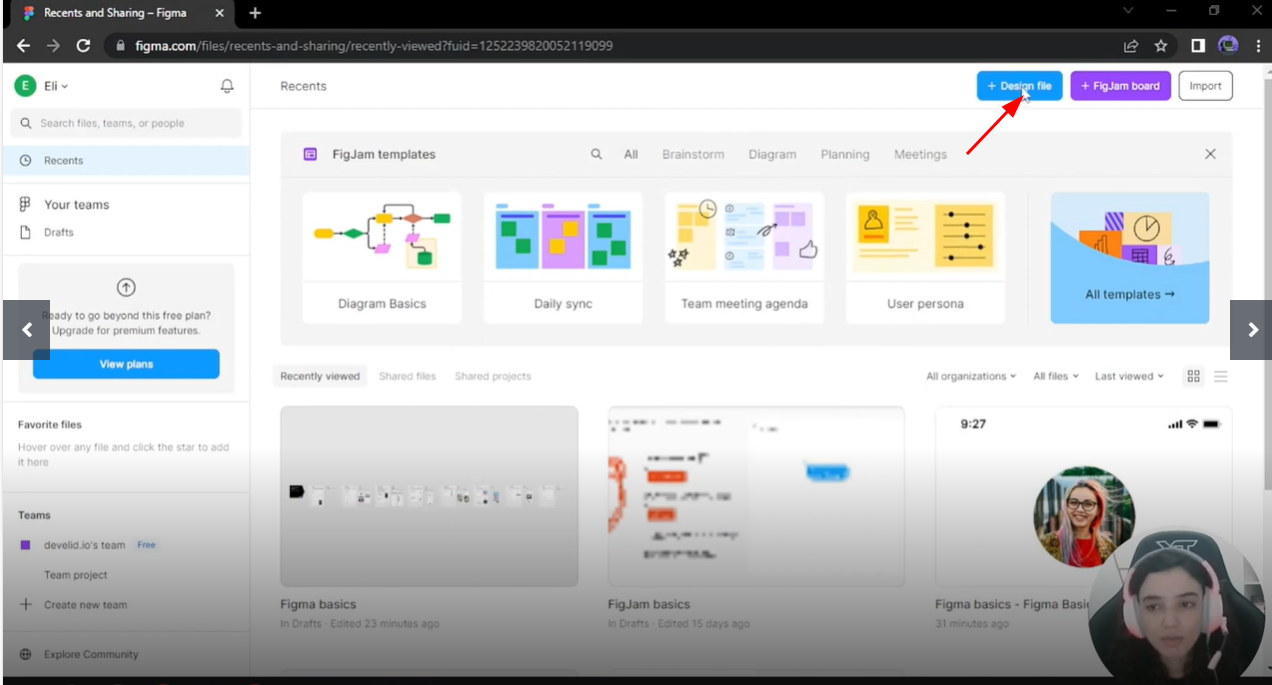 Recents and Sharing – Figma
figma.com/files/recents-and-sharing/recently-viewed?fuid=1252239820052119099
E Eli
Recents
+ Design file
+ FigJam board
Import
Search files, teams, or people
Recents
Your teams
Drafts
Ready to go beyond this free plan?
Upgrade for premium features.
View plans
Favorite files
Hover over any file and click the star to add
it here
Teams
develid.io's team Free
Team project
Create new team
Explore Community
FigJam templates
All Brainstorm Diagram Planning Meetings
Diagram Basics
Daily sync
Team meeting agenda
User persona
All templates →
Recently viewed Shared files Shared projects
All organizations All files Last viewed
9:27
Figma basics
In Drafts · Edited 23 minutes ago
FigJam basics
In Drafts · Edited 15 days ago
Figma basics - Figma Basi
31 minutes ago